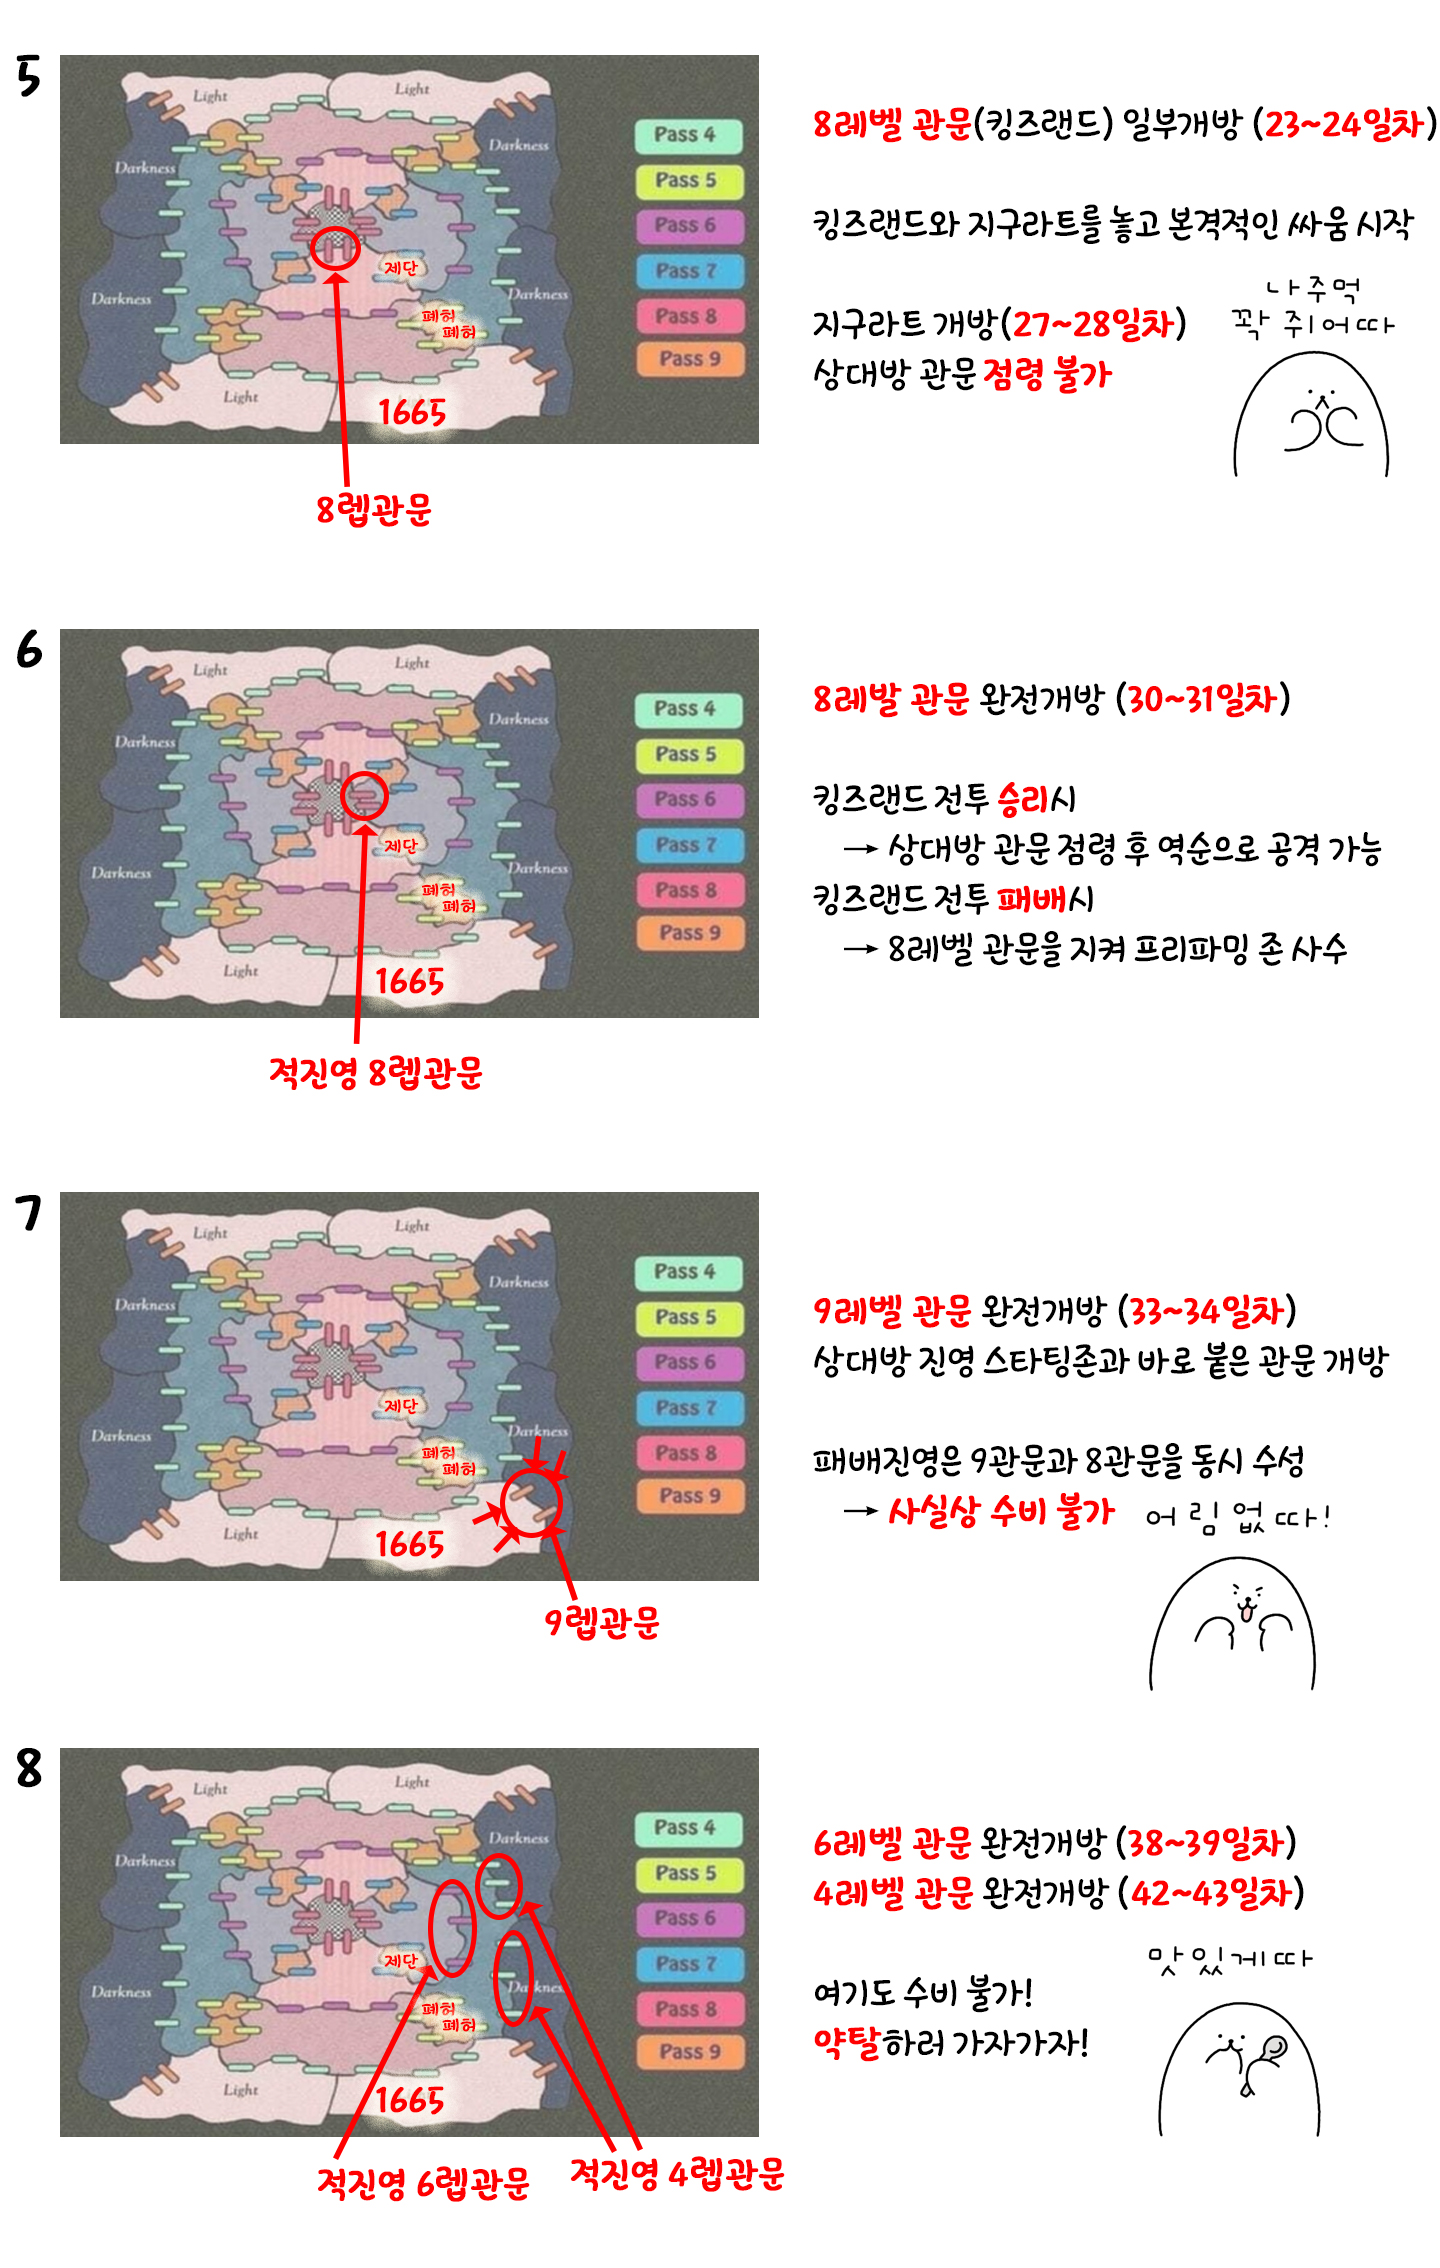 5
Light
Light
Darkness
Darkness
Darkness
Darkness
제단
폐허
폐허
Light
1665
Pass 4
Pass 5
Pass 6
Pass 7
Pass 8
Pass 9
8렙관문
8레벨 관문(킹즈랜드) 일부개방 (23~24일차)
킹즈랜드와 지구라트를 놓고 본격적인 싸움 시작
지구라트 개방(27~28일차)
상대방 관문 점령 불가
나 주먹
꽉 쥐어따
6
Light
Light
Darkness
Darkness
Darkness
Darkness
제단
폐허
폐허
Light
1665
Pass 4
Pass 5
Pass 6
Pass 7
Pass 8
Pass 9
적진영 8렙관문
8레발 관문 완전개방 (30~31일차)
킹즈랜드 전투 승리시
→ 상대방 관문 점령 후 역순으로 공격 가능
킹즈랜드 전투 패배시
→ 8레벨 관문을 지켜 프리파밍 존 사수
7
Light
Light
Darkness
Darkness
Darkness
Darkness
제단
폐허
폐허
Light
1665
Pass 4
Pass 5
Pass 6
Pass 7
Pass 8
Pass 9
9렙관문
9레벨 관문 완전개방 (33~34일차)
상대방 진영 스타팅존과 바로 붙은 관문 개방
패배진영은 9관문과 8관문을 동시 수성
→ 사실상 수비 불가
어림없따!
8
Light
Light
Darkness
Darkness
Darkness
Darkness
제단
폐허
폐허
Light
1665
Pass 4
Pass 5
Pass 6
Pass 7
Pass 8
Pass 9
적진영 6렙관문
적진영 4렙관문
6레벨 관문 완전개방 (38~39일차)
4레벨 관문 완전개방 (42~43일차)
맛있게따
여기도 수비 불가!
약탈하러 가자가자!